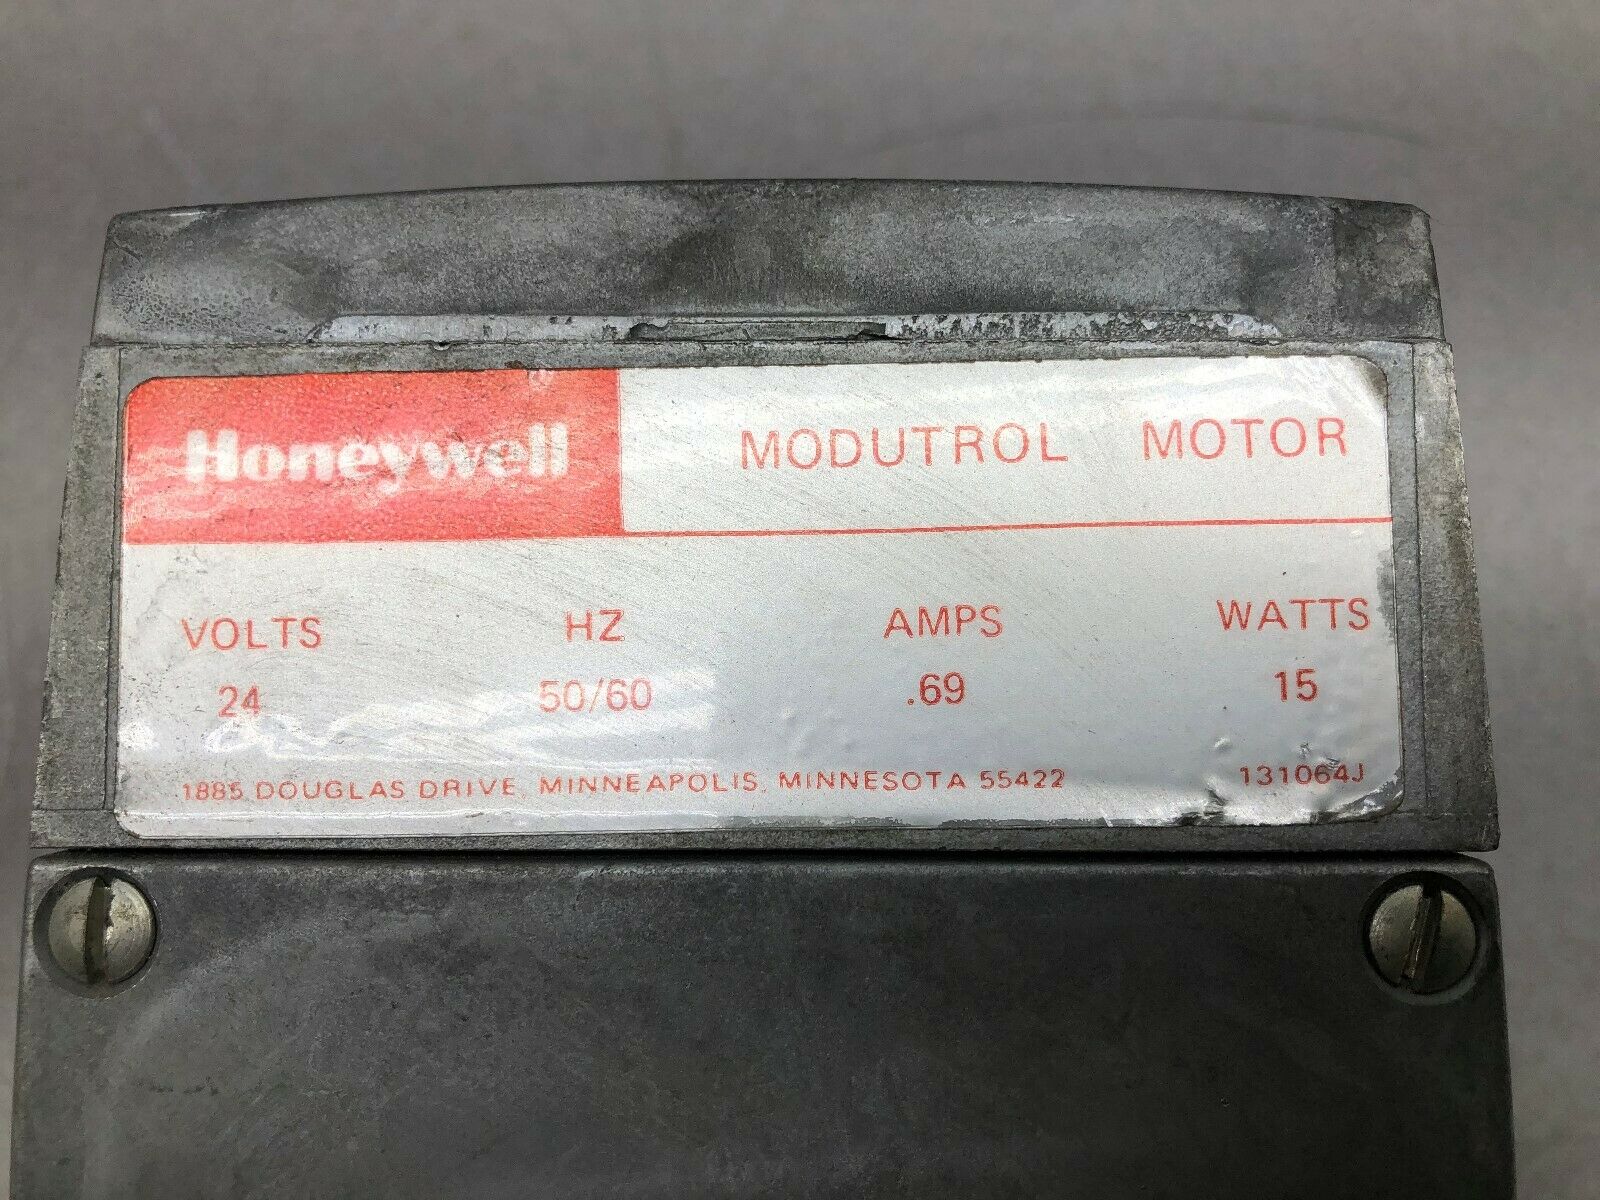 Honeywell ®
MODUTROL MOTOR
VOLTS HZ AMPS WATTS
24 50/60 .69 15
1885 DOUGLAS DRIVE, MINNEAPOLIS, MINNESOTA 55422 131064J